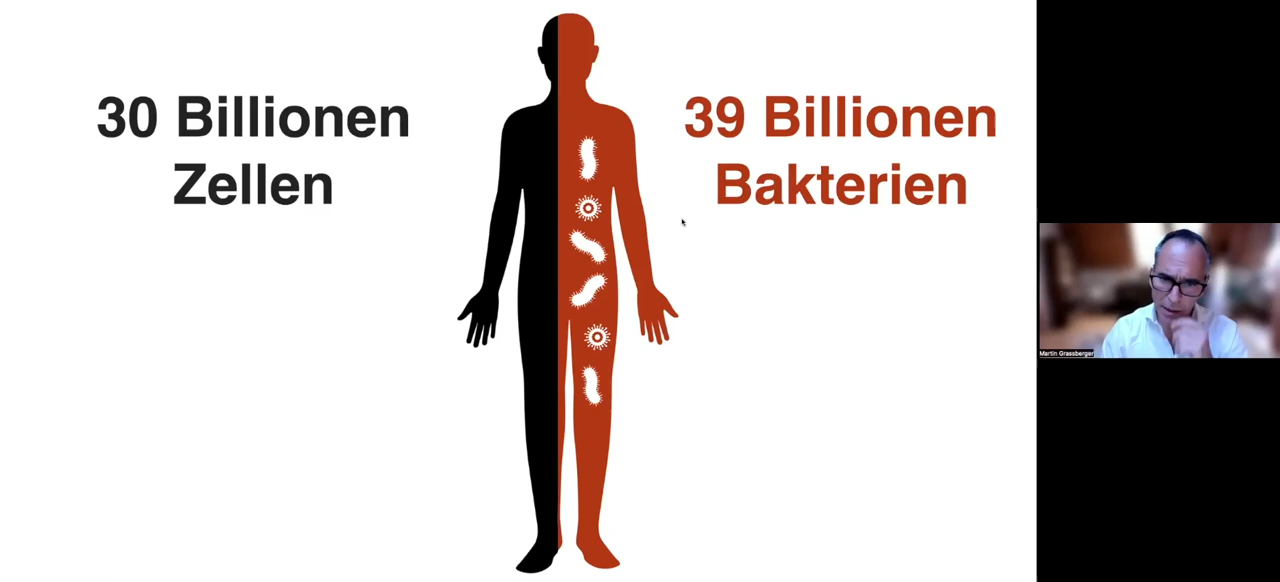 30 Billionen
Zellen
39 Billionen
Bakterien
Martin Grassberger